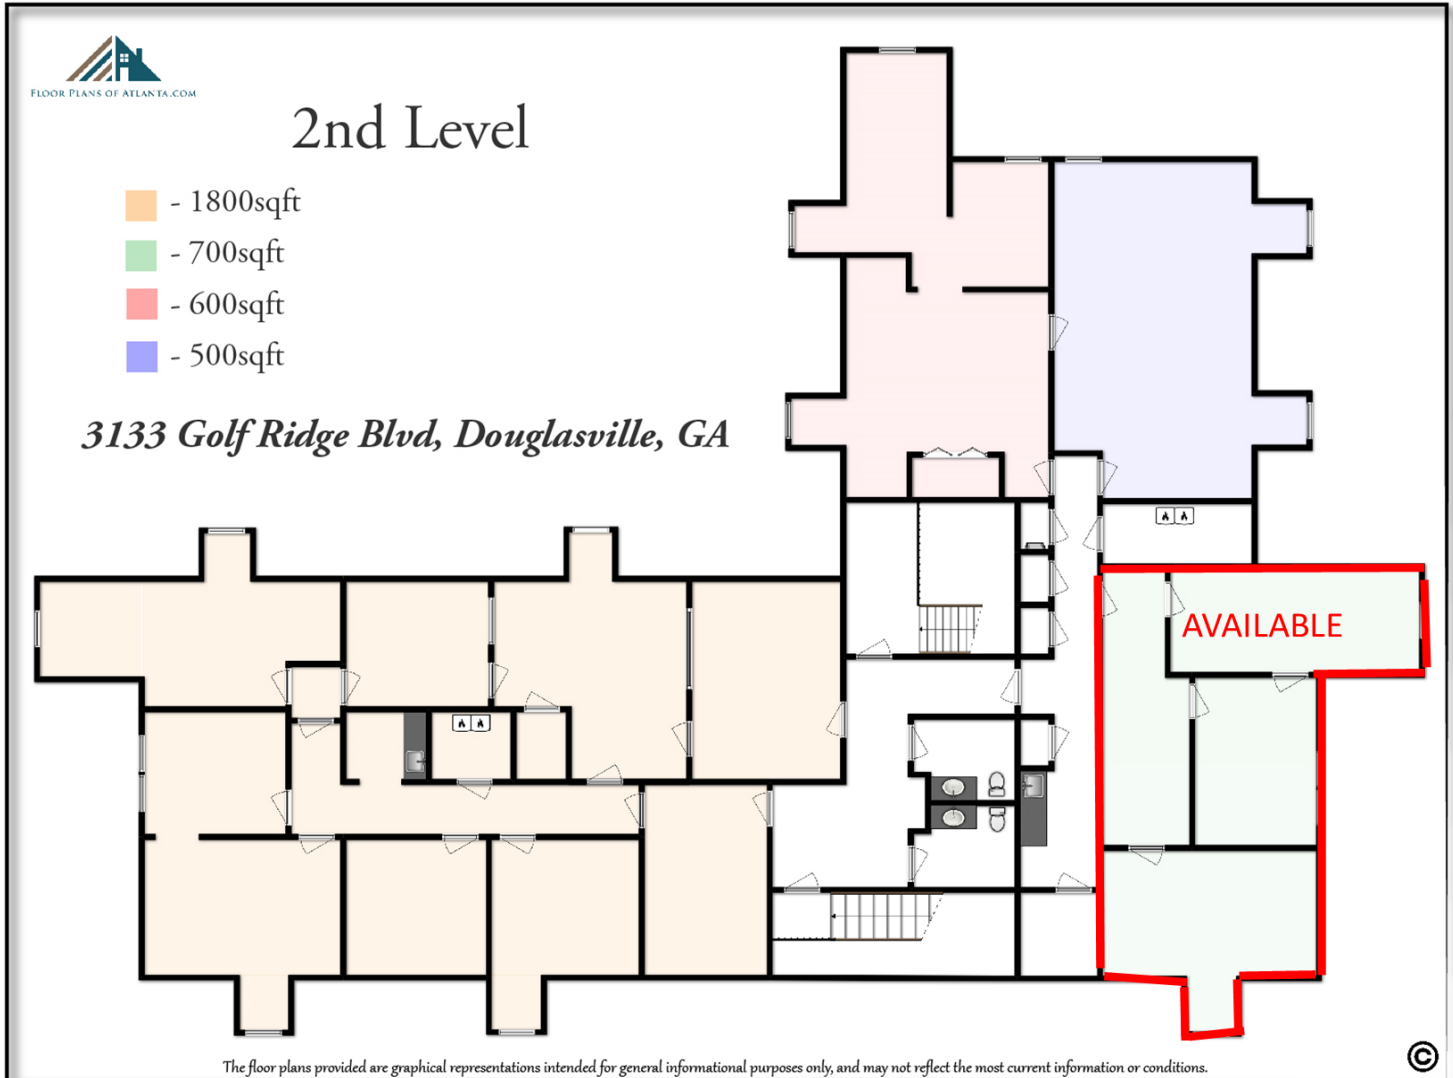 FLOOR PLANS OF ATLANTA.COM
2nd Level
- 1800sqft
- 700sqft
- 600sqft
- 500sqft
3133 Golf Ridge Blvd, Douglasville, GA
AVAILABLE
The floor plans provided are graphical representations intended for general informational purposes only, and may not reflect the most current information or conditions.
©